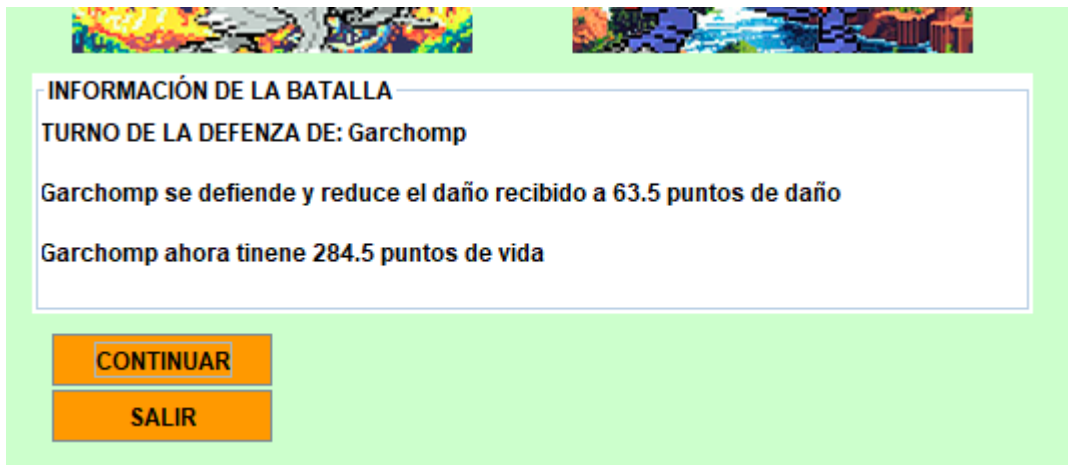 INFORMACIÓN DE LA BATALLA
TURNO DE LA DEFENZA DE: Garchomp
Garchomp se defiende y reduce el daño recibido a 63.5 puntos de daño
Garchomp ahora tinene 284.5 puntos de vida
CONTINUAR
SALIR